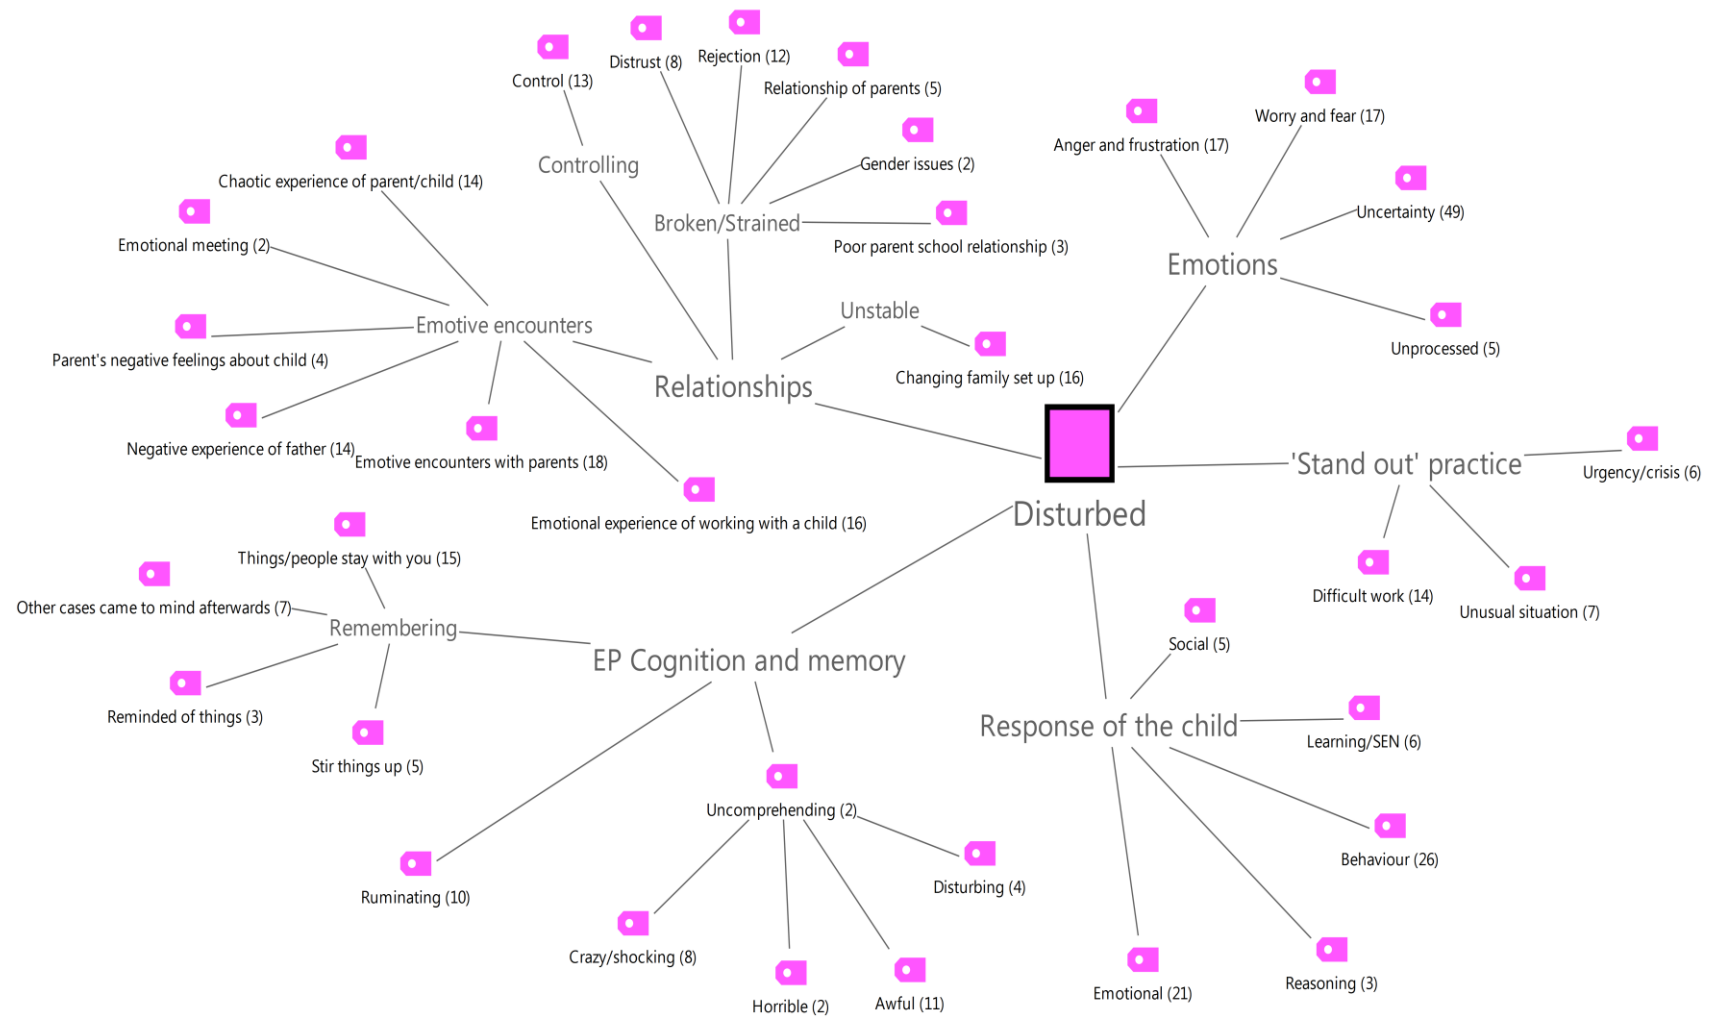 Rejection (12)
Distrust (8)
Control (13)
Relationship of parents (5)
Worry and fear (17)
Anger and frustration (17)
Controlling
Gender issues (2)
Chaotic experience of parent/child (14)
Uncertainty (49)
Broken/Strained
Emotional meeting (2)
Poor parent school relationship (3)
Emotions
Unstable
Emotive encounters
Unprocessed (5)
Parent's negative feelings about child (4)
Changing family set up (16)
Relationships
Negative experience of father (14)
Emotive encounters with parents (18)
'Stand out' practice
Urgency/crisis (6)
Disturbed
Emotional experience of working with a child (16)
Things/people stay with you (15)
Difficult work (14)
Other cases came to mind afterwards (7)
Unusual situation (7)
Remembering
Social (5)
EP Cognition and memory
Reminded of things (3)
Response of the child
Learning/SEN (6)
Stir things up (5)
Uncomprehending (2)
Behaviour (26)
Disturbing (4)
Ruminating (10)
Crazy/shocking (8)
Reasoning (3)
Emotional (21)
Awful (11)
Horrible (2)